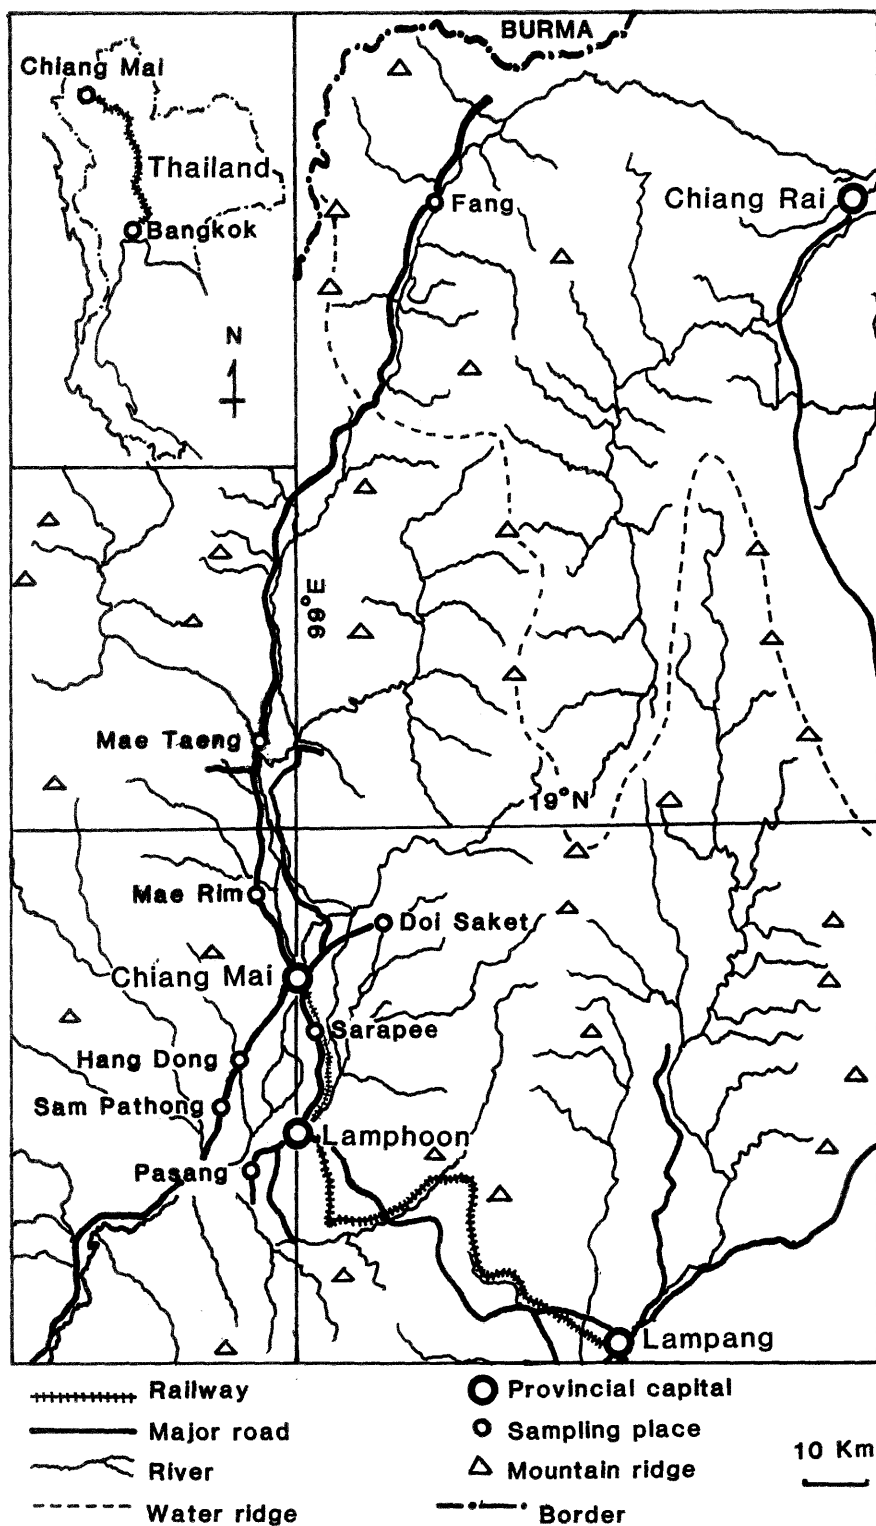 BURMA
Chiang Mai
Thailand
Bangkok
N
Fang
Chiang Rai
99°E
Mae Taeng
19°N
Mae Rim
Doi Saket
Chiang Mai
Sarapee
Hang Dong
Sam Pathong
Lamphoon
Pasang
Lampang
Railway
Provincial capital
Major road
Sampling place
10 Km
River
Mountain ridge
Water ridge
Border